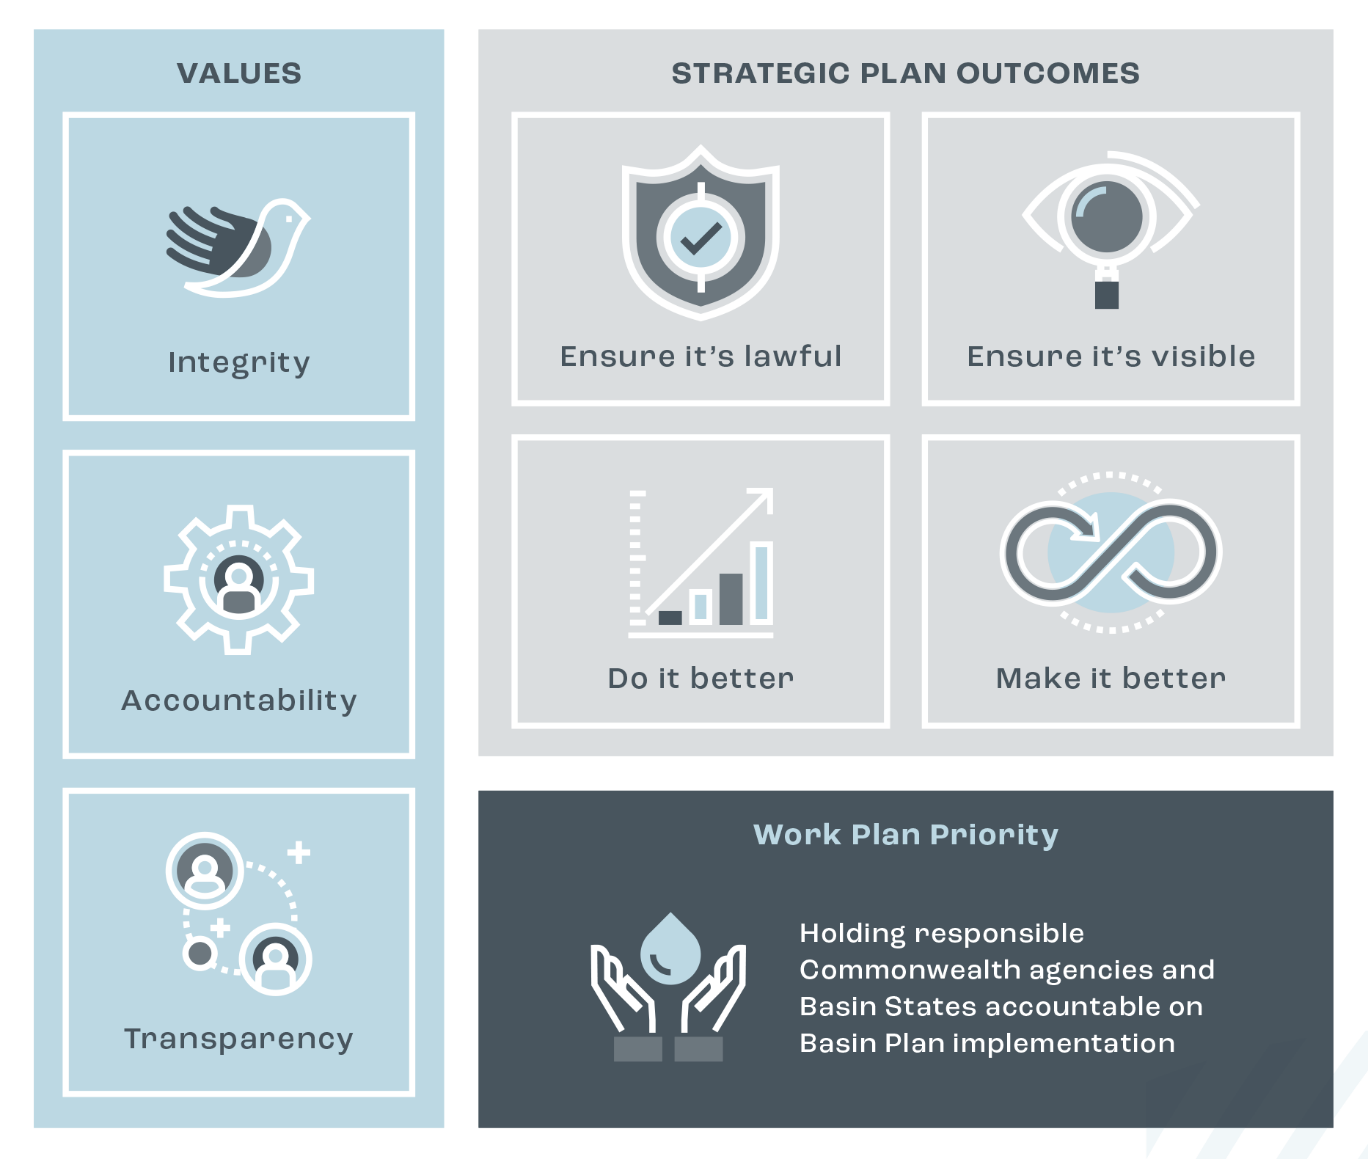 VALUES
Integrity
Accountability
Transparency
STRATEGIC PLAN OUTCOMES
Ensure it’s lawful
Ensure it’s visible
Do it better
Make it better
Work Plan Priority
Holding responsible
Commonwealth agencies and
Basin States accountable on
Basin Plan implementation